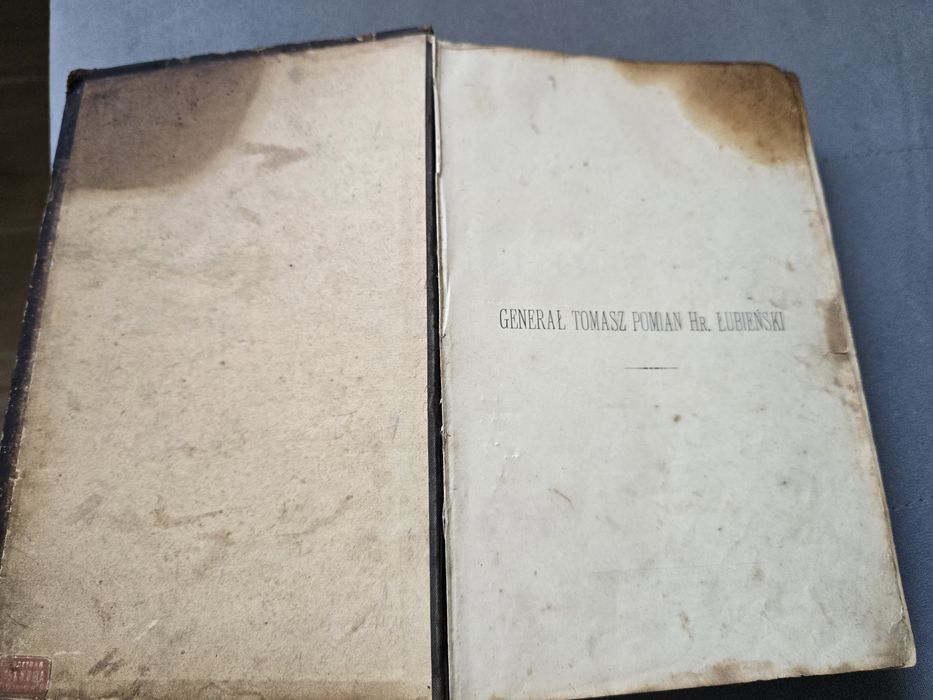 GENERAŁ TOMASZ POMIAN HR. ŁUBIEŃSKI